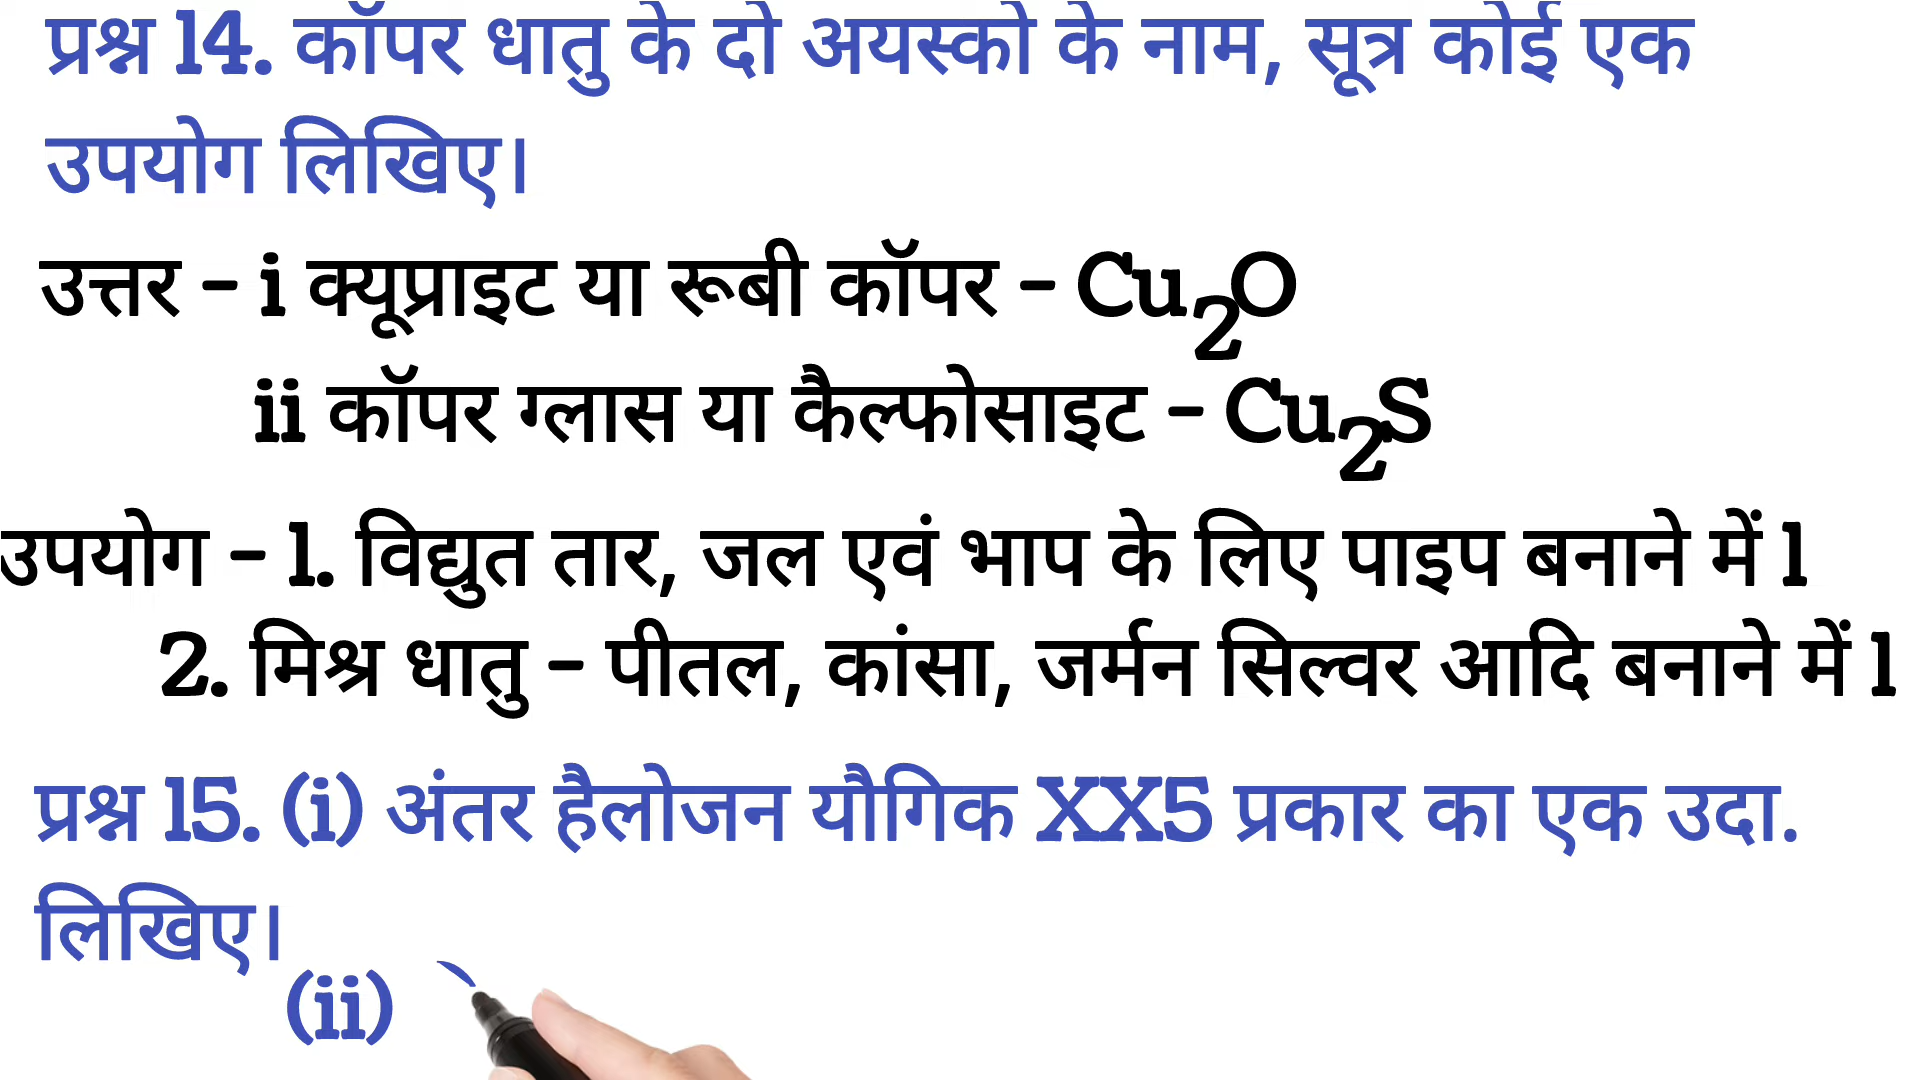 प्रश्न 14. कॉपर धातु के दो अयस्को के नाम, सूत्र कोई एक
उपयोग लिखिए।
उत्तर – i क्यूप्राइट या रूबी कॉपर – Cu₂O
ii कॉपर ग्लास या कैल्फोसाइट – Cu₂S
उपयोग – 1. विद्युत तार, जल एवं भाप के लिए पाइप बनाने में l
2. मिश्र धातु – पीतल, कांसा, जर्मन सिल्वर आदि बनाने में l
प्रश्न 15. (i) अंतर हैलोजन यौगिक XX5 प्रकार का एक उदा.
लिखिए।
(ii)